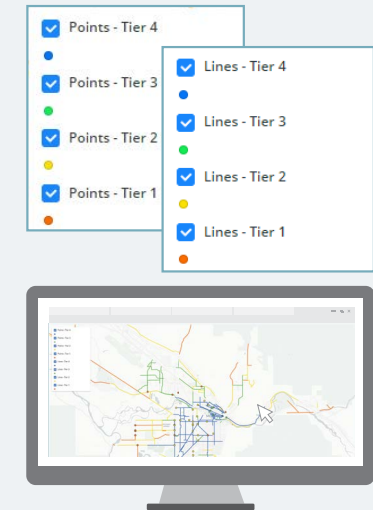 Points - Tier 4
Points - Tier 3
Points - Tier 2
Points - Tier 1
Lines - Tier 4
Lines - Tier 3
Lines - Tier 2
Lines - Tier 1